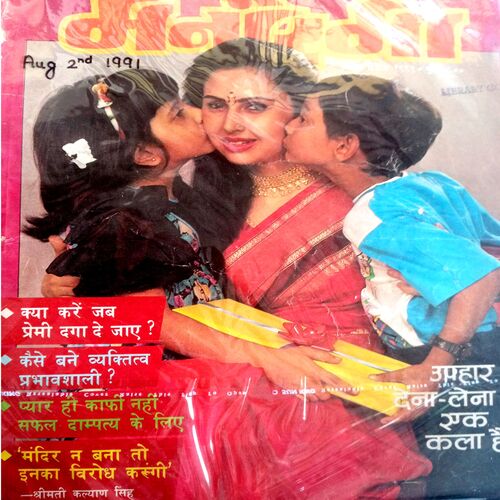 Aug 2nd 1991
LIBRARY
◆ क्या करें जब
प्रेमी दगा दे जाए ?
◆ कैसे बने व्यक्तित्व
प्रभावशाली ?
◆ प्यार ही काफी नहीं
सफल दाम्पत्य के लिए
◆ 'मंदिर न बना तो
इनका विरोध करूंगी'
—श्रीमती कल्याण सिंह
उपहार
देना-लेना
एक
कला है